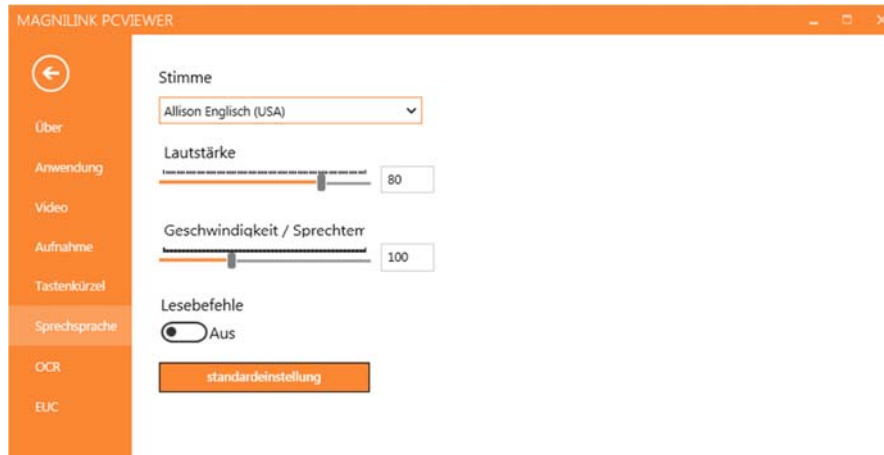 MAGNILINK PCVIEWER
Über
Anwendung
Video
Aufnahme
Tastenkürzel
Sprechsprache
OCR
EUC
Stimme
Allison Englisch (USA)
Lautstärke
80
Geschwindigkeit / Sprechtem
100
Lesebefehle
Aus
standardeinstellung